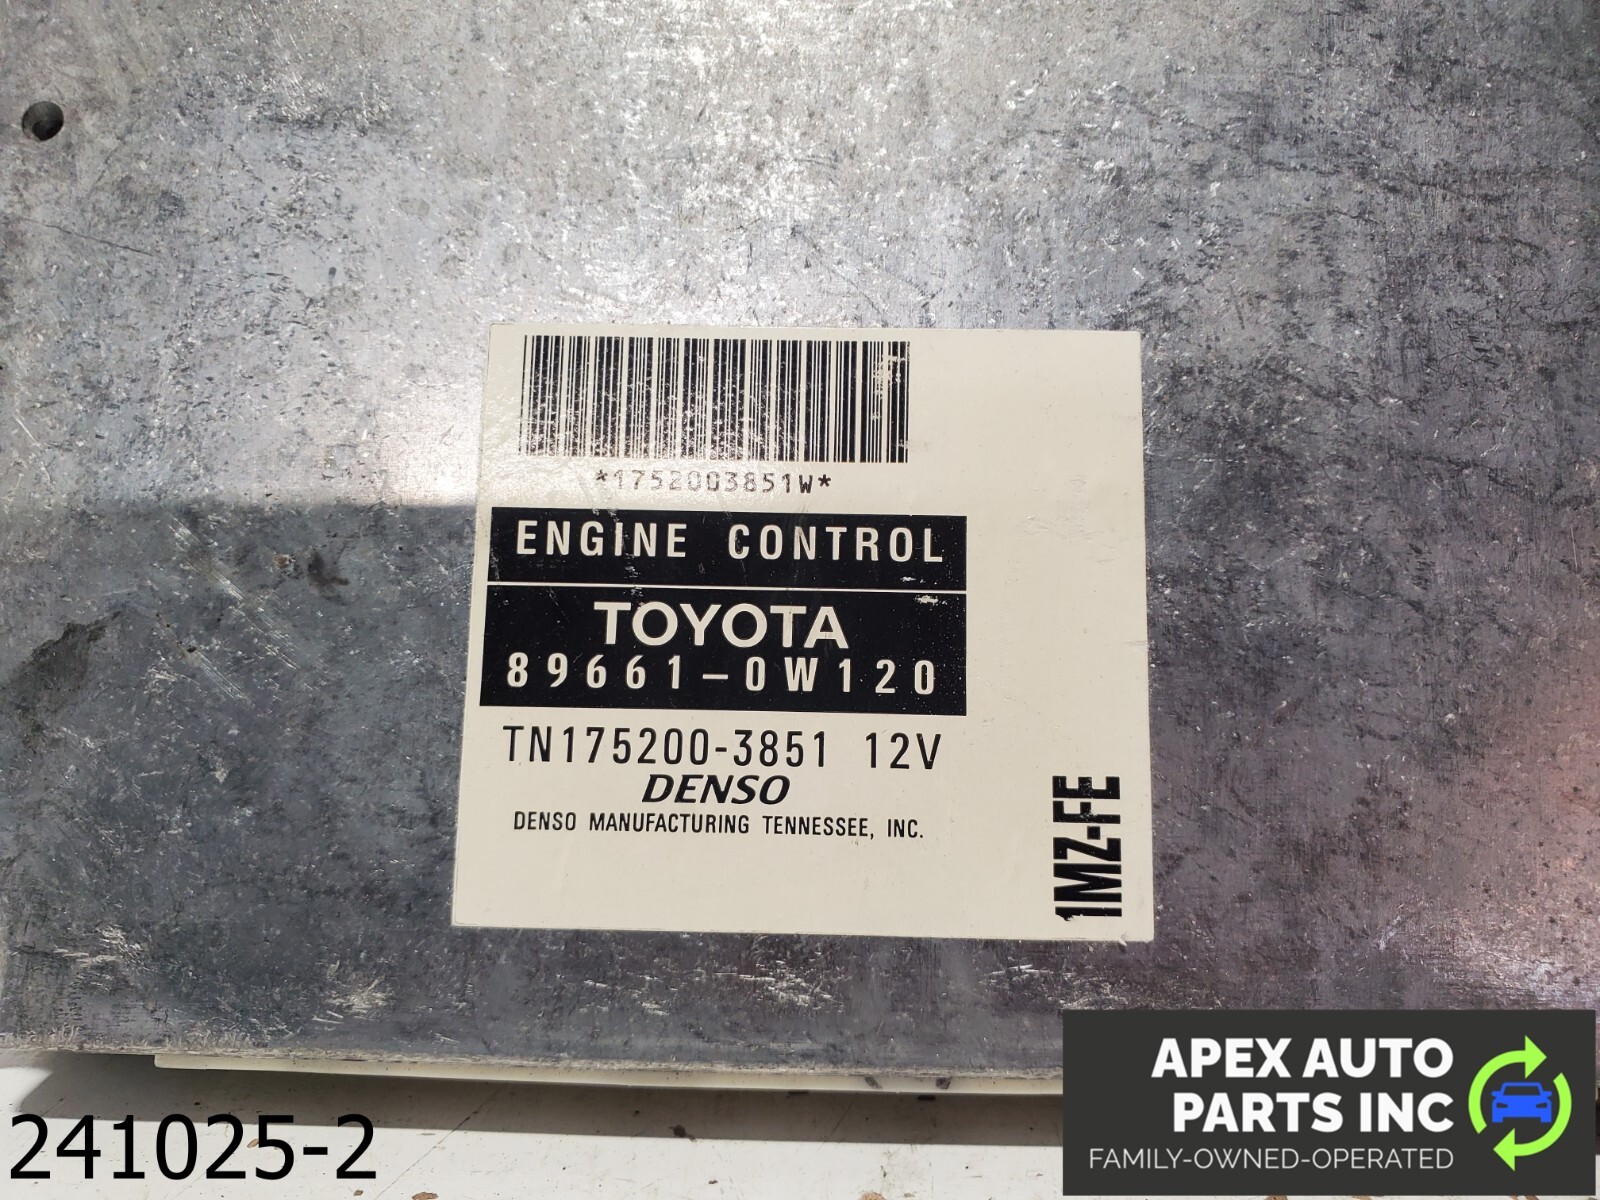 *1752003851W*
ENGINE CONTROL
TOYOTA
89661-0W120
TN175200-3851 12V
DENSO
DENSO MANUFACTURING TENNESSEE, INC.
1MZ-FE
241025-2
APEX AUTO
PARTS INC
FAMILY-OWNED-OPERATED